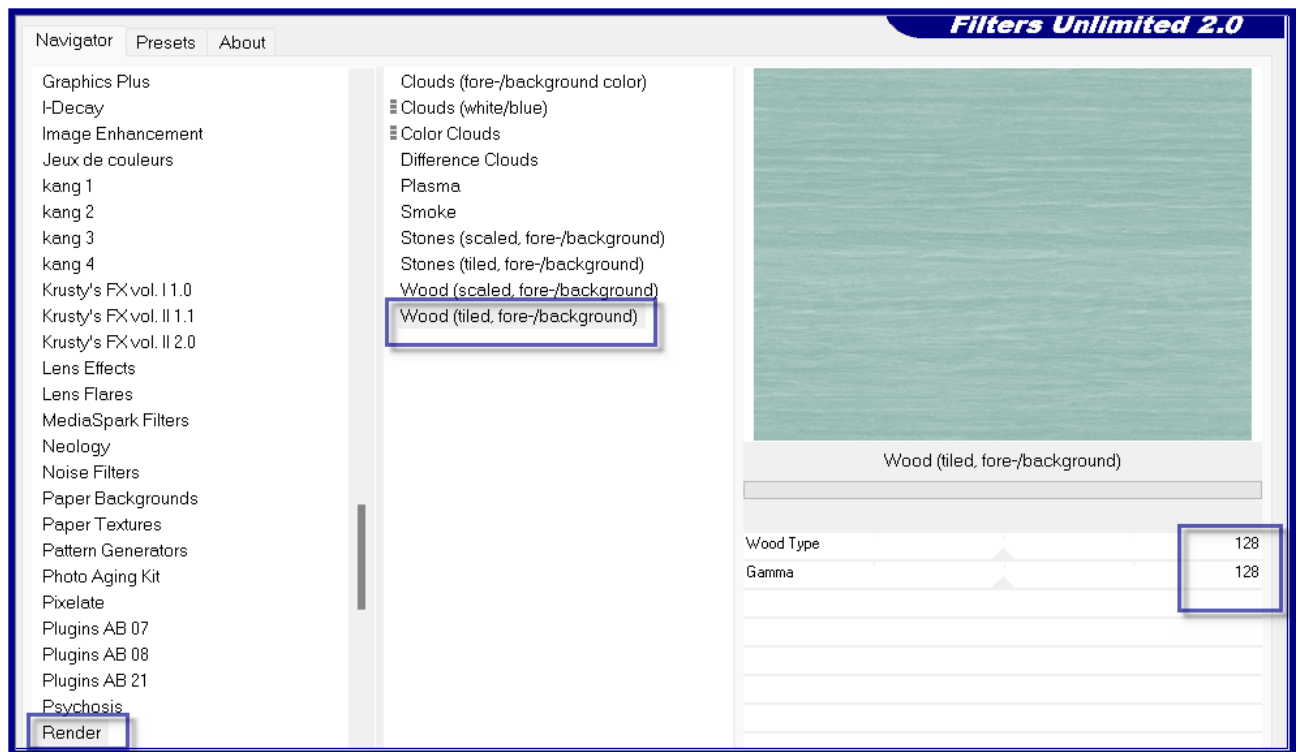 Filters Unlimited 2.0
Navigator Presets About
Graphics Plus
I-Decay
Image Enhancement
Jeux de couleurs
kang 1
kang 2
kang 3
kang 4
Krusty's FX vol. I 1.0
Krusty's FX vol. II 1.1
Krusty's FX vol. II 2.0
Lens Effects
Lens Flares
MediaSpark Filters
Neology
Noise Filters
Paper Backgrounds
Paper Textures
Pattern Generators
Photo Aging Kit
Pixelate
Plugins AB 07
Plugins AB 08
Plugins AB 21
Psychosis
Render
Clouds (fore-/background color)
Clouds (white/blue)
Color Clouds
Difference Clouds
Plasma
Smoke
Stones (scaled, fore-/background)
Stones (tiled, fore-/background)
Wood (scaled, fore-/background)
Wood (tiled, fore-/background)
Wood (tiled, fore-/background)
Wood Type 128
Gamma 128